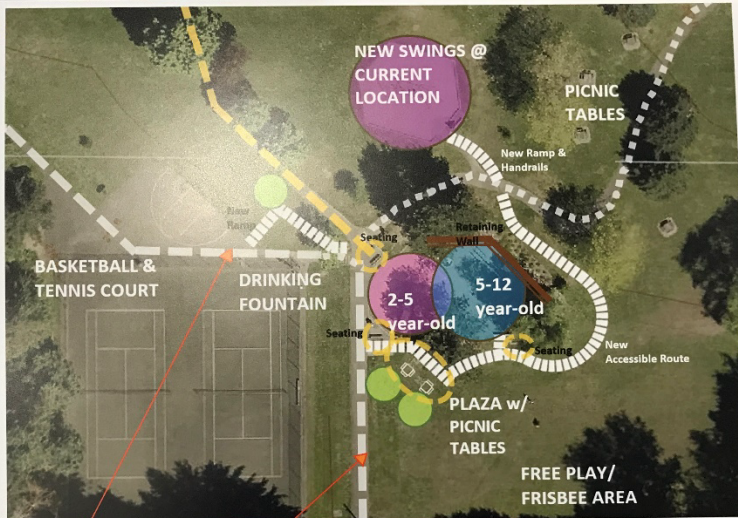 NEW SWINGS @
CURRENT
LOCATION
PICNIC
TABLES
New Ramp &
Handrails
New
Ramp
Seating
Retaining
Wall
BASKETBALL &
TENNIS COURT
DRINKING
FOUNTAIN
2-5
year-old
5-12
year-old
Seating
Seating
New
Accessible Route
PLAZA w/
PICNIC
TABLES
FREE PLAY/
FRISBEE AREA